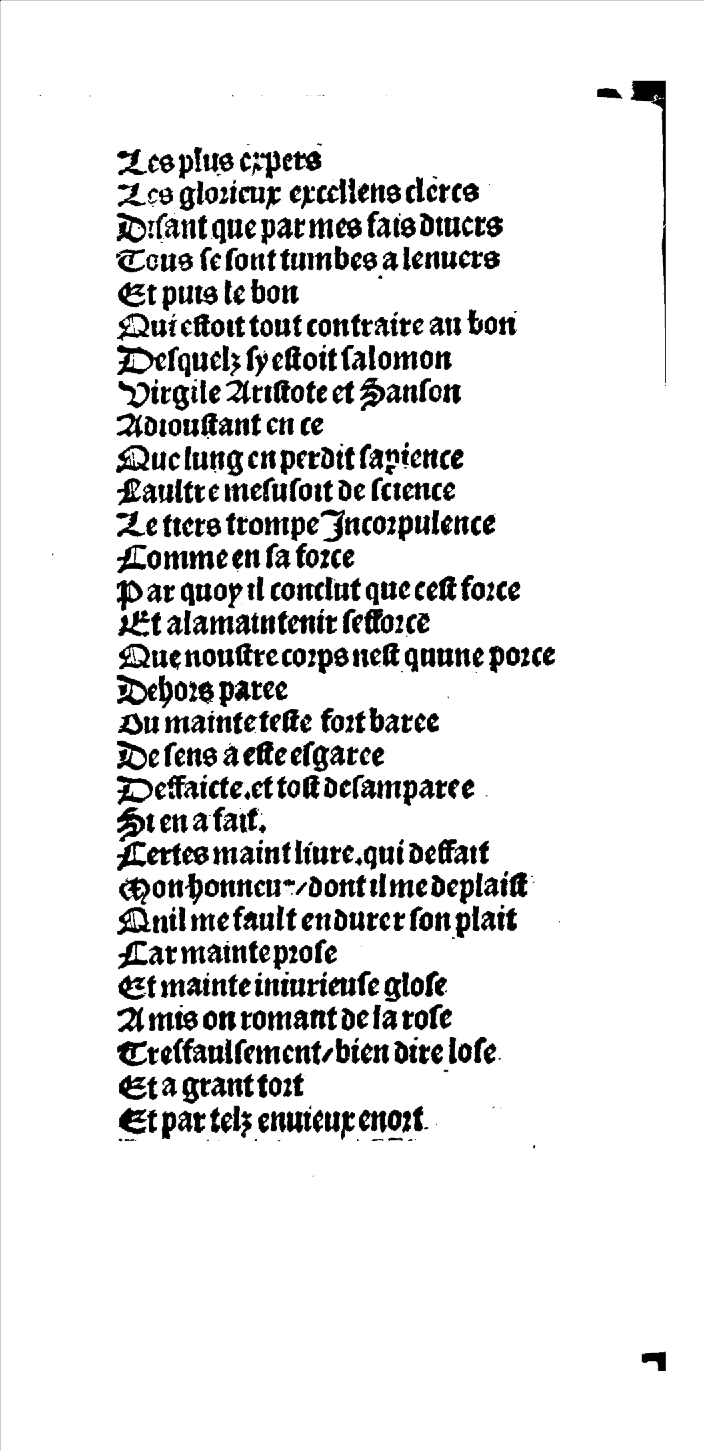 Les plus expers
Les glorieux excellens clercs
Disant que par mes fais diuers
Tous se sont tumbes a lenuers
Et puis le bon
Qui estoit tout contraire au bon
Desquelz sy estoit salomon
Virgile Aristote et Sanson
Adioustant en ce
Que lung en perdit sapience
Laultre mesusoit de science
Le tiers trompe Incorpulence
Comme en sa force
Par quoy il conclut que cest force
Et alamaintenir sefforce
Que noustre corps nest quune porce
Dehors paree
Ou mainte teste fort baree
De sens a este esgaree
Deffaicte.et tost desamparee
Si en a fait.
Certes maint liure.qui deffait
Mon honneur/dont il me deplaist
Quil me fault endurer son plait
Car mainte prose
Et mainte iniurieuse glose
A mis on romant de la rose
Tresfaulsement/bien dire lose
Et a grant tort
Et par telz enuieux enort